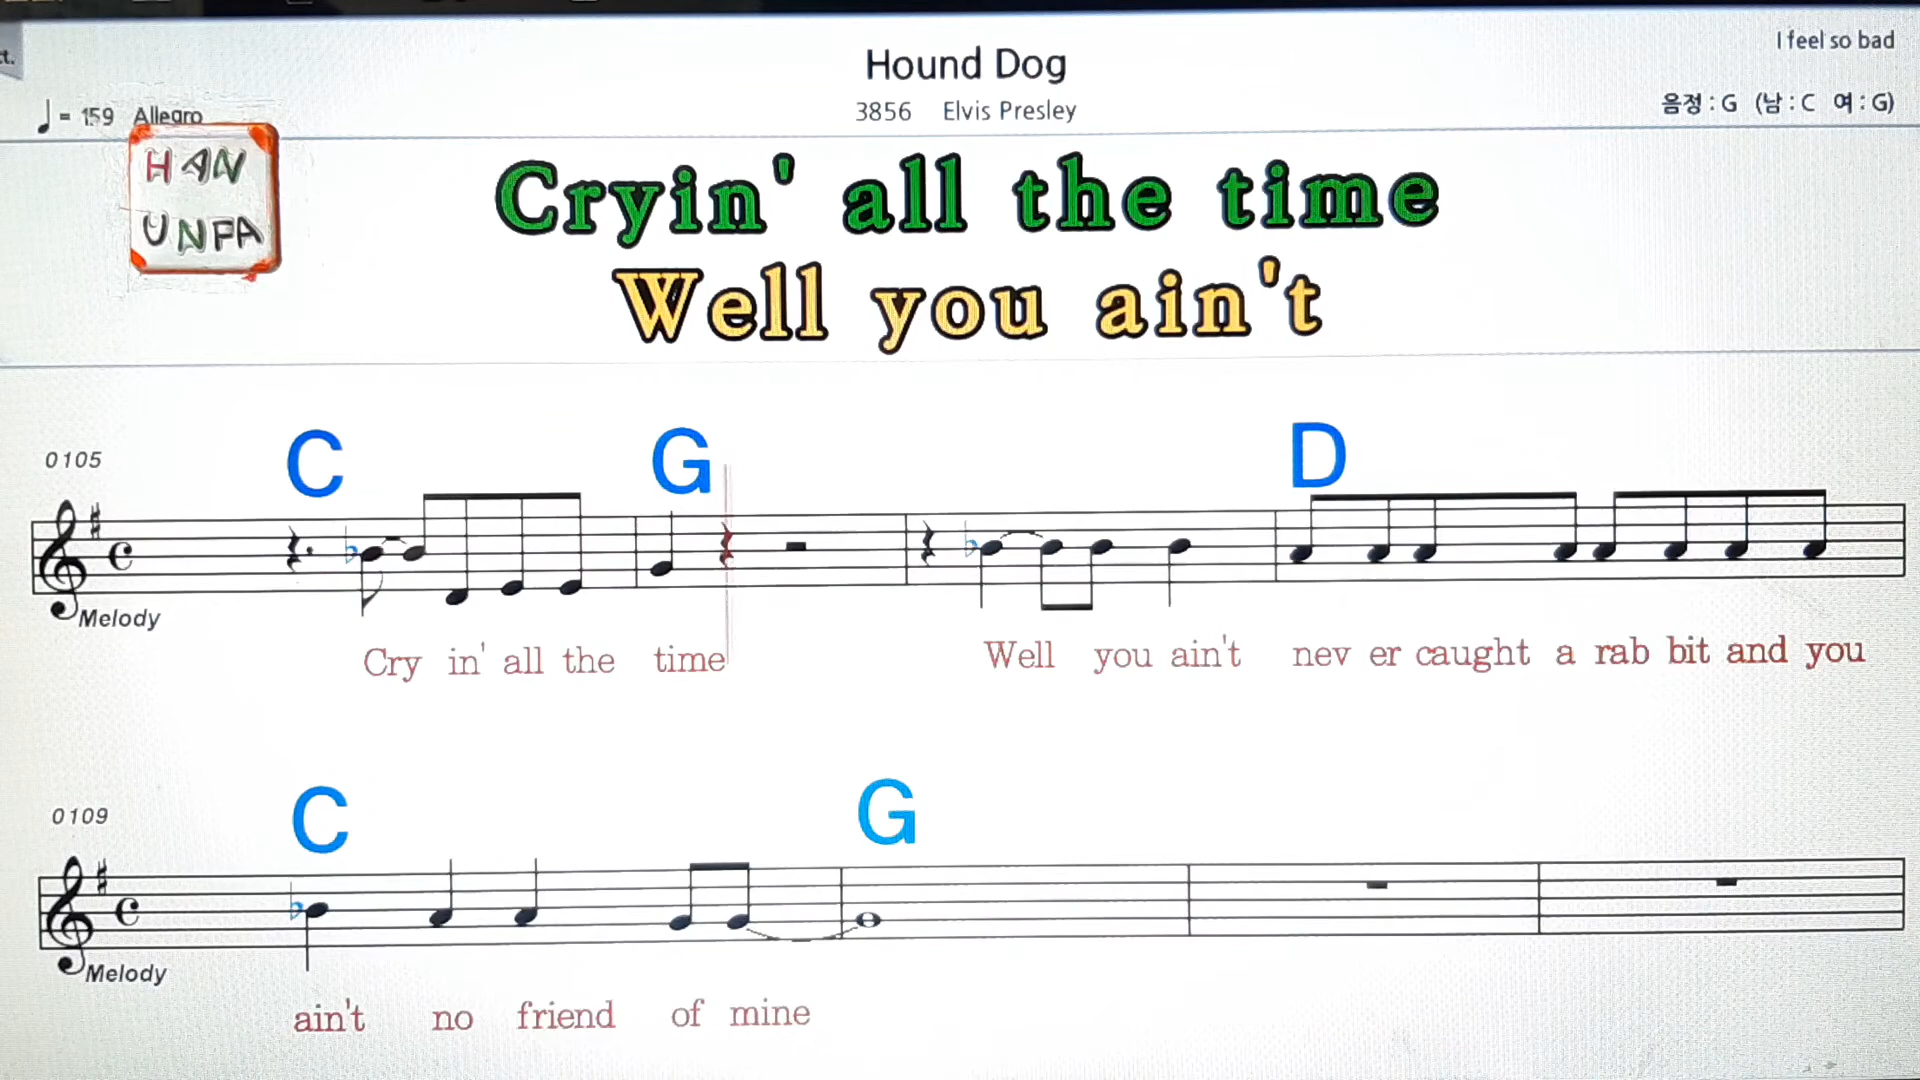 ct.
I feel so bad
Hound Dog
♩ = 159 Allegro
3856 Elvis Presley
음정 : G (남 : C 여 : G)
HAN
UNPA
Cryin' all the time
Well you ain't
C G D
0105
Melody
Cry in' all the time Well you ain't nev er caught a rab bit and you
C G
0109
Melody
ain't no friend of mine